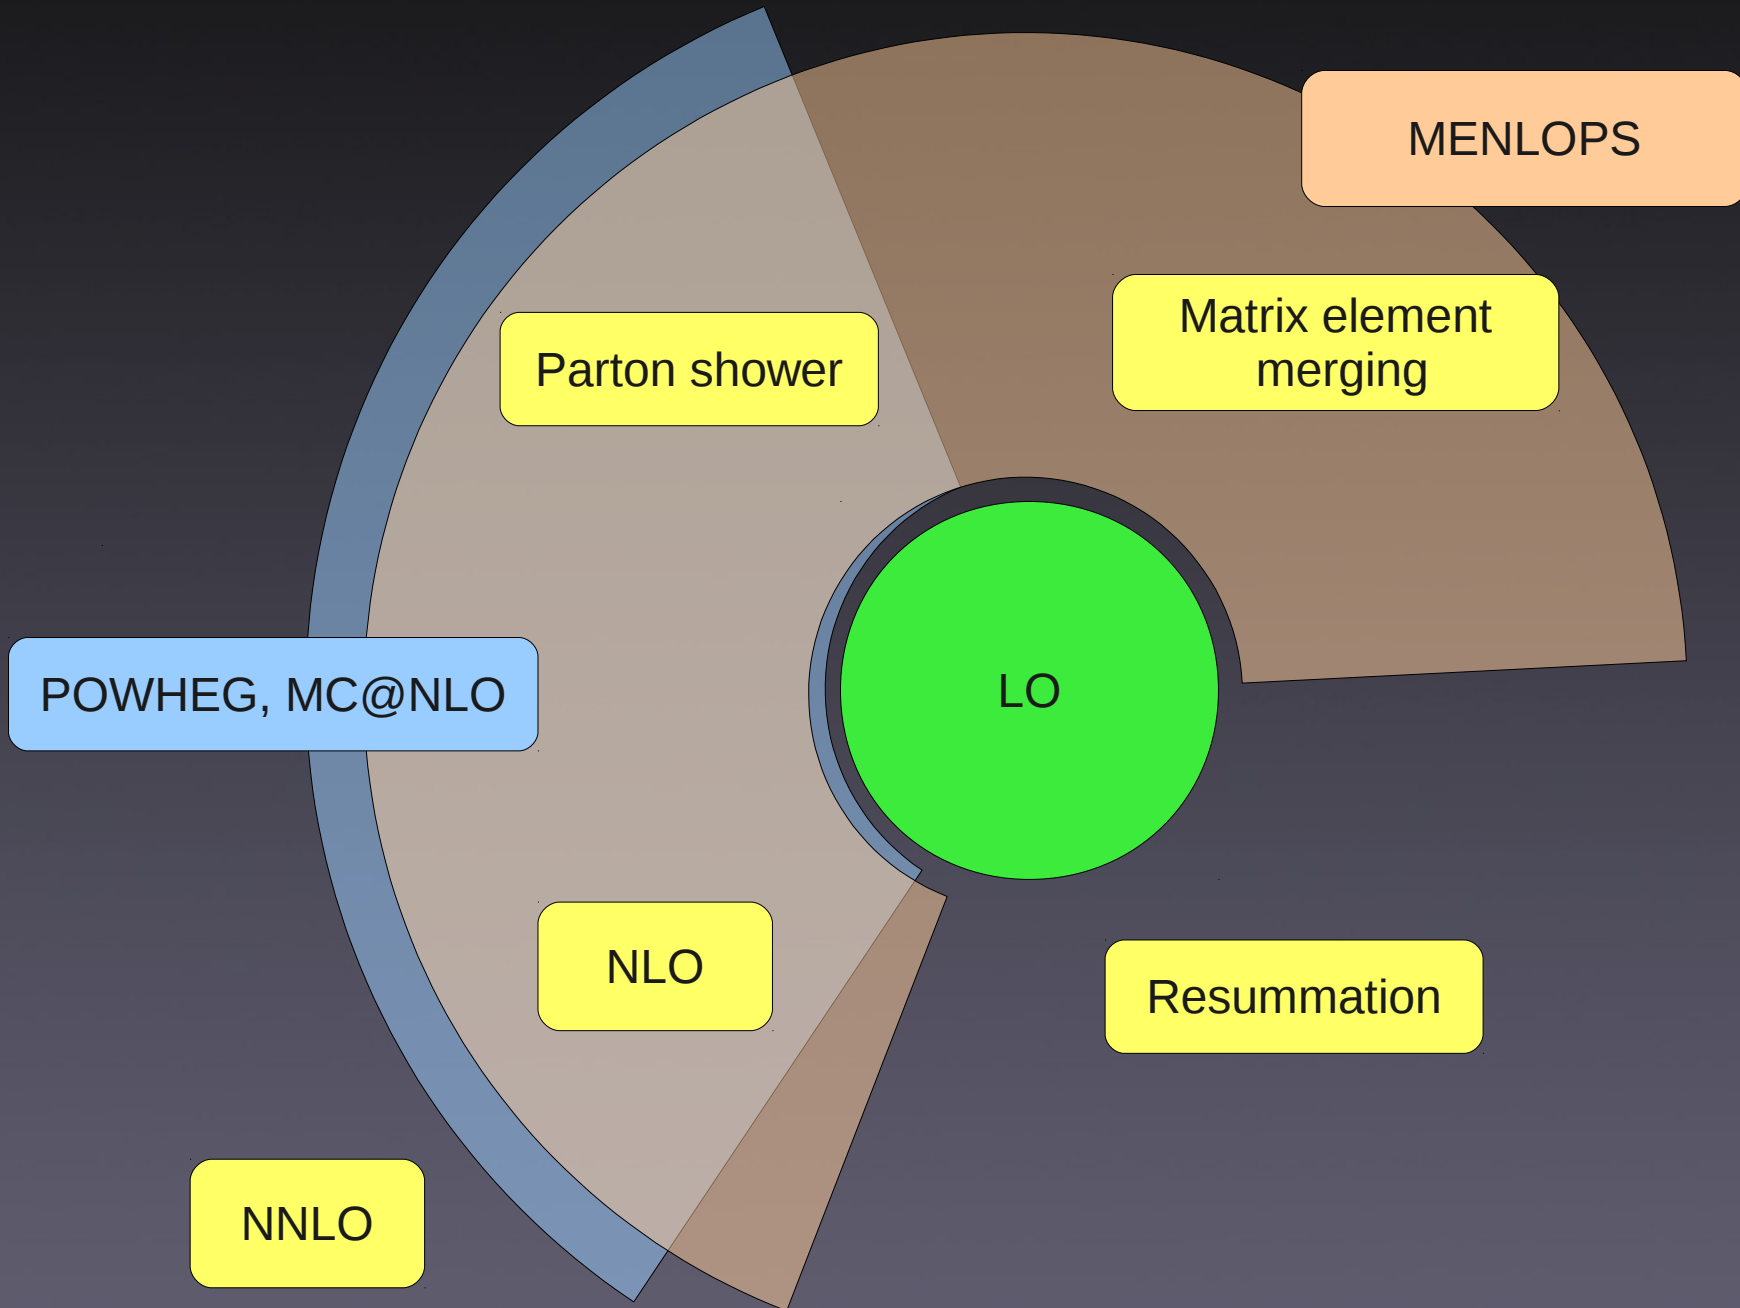 MENLOPS
Matrix element
merging
Parton shower
POWHEG, MC@NLO
LO
NLO
Resummation
NNLO